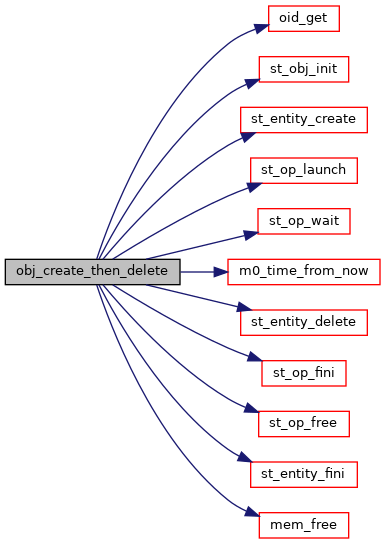 oid_get
st_obj_init
st_entity_create
st_op_launch
st_op_wait
obj_create_then_delete
m0_time_from_now
st_entity_delete
st_op_fini
st_op_free
st_entity_fini
mem_free